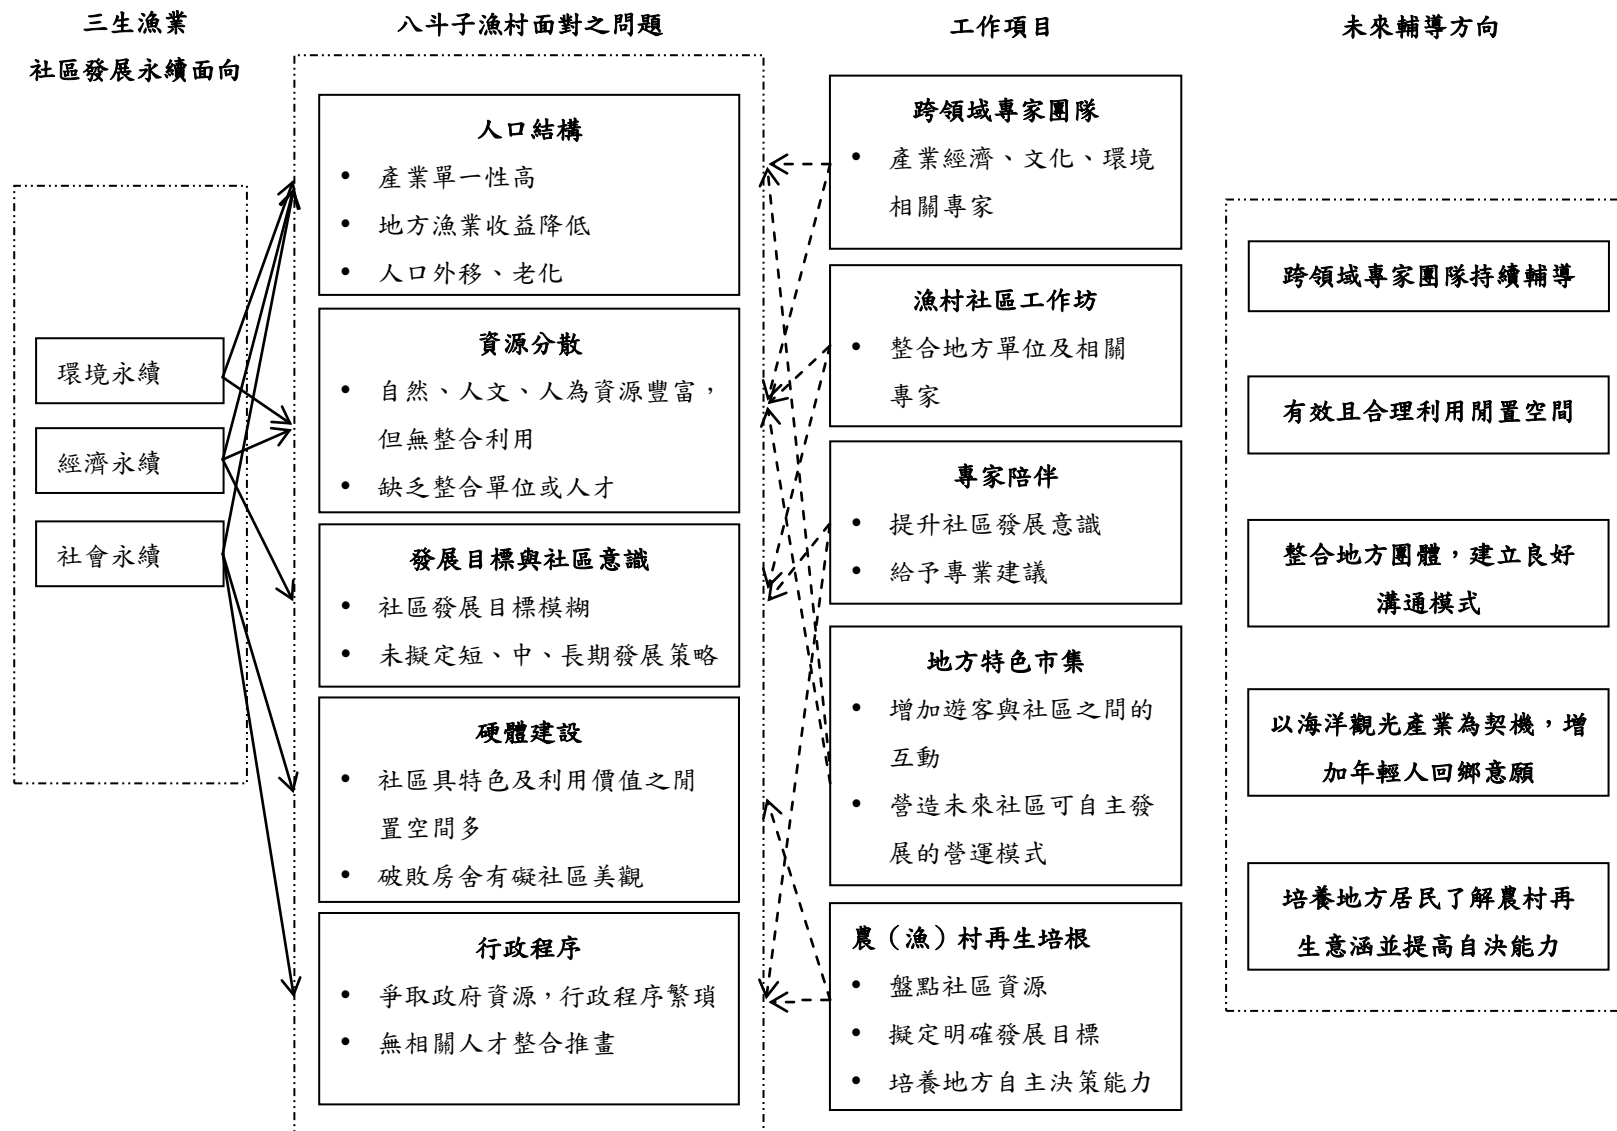 三生漁業
社區發展永續面向
環境永續
經濟永續
社會永續
八斗子漁村面對之問題
人口結構
• 產業單一性高
• 地方漁業收益降低
• 人口外移、老化
資源分散
• 自然、人文、人為資源豐富，
但無整合利用
• 缺乏整合單位或人才
發展目標與社區意識
• 社區發展目標模糊
• 未擬定短、中、長期發展策略
硬體建設
• 社區具特色及利用價值之閒
置空間多
• 破敗房舍有礙社區美觀
行政程序
• 爭取政府資源，行政程序繁瑣
• 無相關人才整合推畫
工作項目
跨領域專家團隊
• 產業經濟、文化、環境
相關專家
漁村社區工作坊
• 整合地方單位及相關
專家
專家陪伴
• 提升社區發展意識
• 給予專業建議
地方特色市集
• 增加遊客與社區之間的
互動
• 營造未來社區可自主發
展的營運模式
農（漁）村再生培根
• 盤點社區資源
• 擬定明確發展目標
• 培養地方自主決策能力
未來輔導方向
跨領域專家團隊持續輔導
有效且合理利用閒置空間
整合地方團體，建立良好
溝通模式
以海洋觀光產業為契機，增
加年輕人回鄉意願
培養地方居民了解農村再
生意涵並提高自決能力